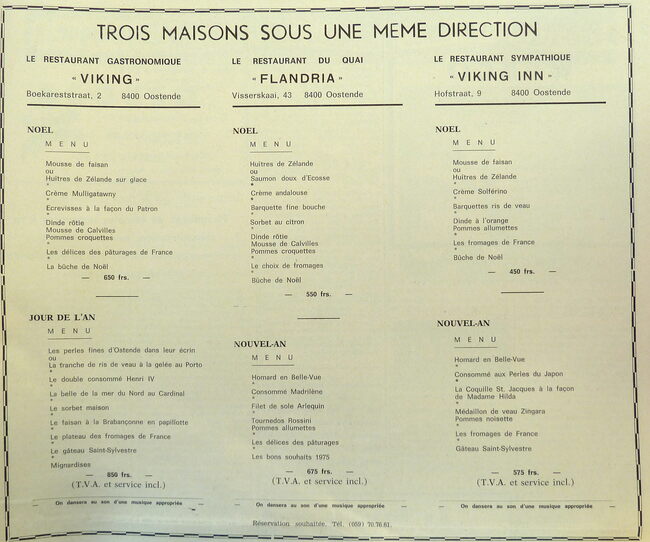 TROIS MAISONS SOUS UNE MEME DIRECTION
LE RESTAURANT GASTRONOMIQUE
« VIKING »
Boekareststraat, 2 8400 Oostende
NOEL
MENU
Mousse de faisan
ou
Huîtres de Zélande sur glace
*
Crème Mulligatawny
*
Ecrevisses à la façon du Patron
*
Dinde rôtie
Mousse de Calvilles
Pommes croquettes
*
Les délices des pâturages de France
*
La bûche de Noël
— 650 frs. —
JOUR DE L'AN
MENU
Les perles fines d'Ostende dans leur écrin
ou
La tranche de ris de veau à la gelée au Porto
*
Le double consommé Henri IV
*
La belle de la mer du Nord au Cardinal
*
Le sorbet maison
*
Le faisan à la Brabançonne en papillotte
*
Le plateau des fromages de France
*
Le gâteau Saint-Sylvestre
*
Mignardises
— 850 frs. —
(T.V.A. et service incl.)
— On dansera au son d'une musique appropriée —
LE RESTAURANT DU QUAI
« FLANDRIA »
Visserskaai, 43 8400 Oostende
NOEL
MENU
Huîtres de Zélande
ou
Saumon doux d'Ecosse
*
Crème andalouse
*
Barquette fine bouche
*
Sorbet au citron
*
Dinde rôtie
Mousse de Calvilles
Pommes croquettes
*
Le choix de fromages
*
Bûche de Noël
— 550 frs. —
NOUVEL-AN
MENU
Homard en Belle-Vue
*
Consommé Madrilène
*
Filet de sole Arlequin
*
Tournedos Rossini
Pommes allumettes
*
Les délices des pâturages
*
Les bons souhaits 1975
— 675 frs. —
(T.V.A. et service incl.)
— On dansera au son d'une musique appropriée —
LE RESTAURANT SYMPATHIQUE
« VIKING INN »
Hofstraat, 9 8400 Oostende
NOEL
MENU
Mousse de faisan
ou
Huîtres de Zélande
*
Crème Solférino
*
Barquettes ris de veau
*
Dinde à l'orange
Pommes allumettes
*
Les fromages de France
*
Bûche de Noël
— 450 frs. —
NOUVEL-AN
MENU
Homard en Belle-Vue
*
Consommé aux Perles du Japon
*
La Coquille St. Jacques à la façon
de Madame Hilda
*
Médaillon de veau Zingara
Pommes noisette
*
Les fromages de France
*
Gâteau Saint-Sylvestre
— 575 frs. —
(T.V.A. et service incl.)
— On dansera au son d'une musique appropriée —
Réservation souhaitée. Tél. (059) 70.76.61.